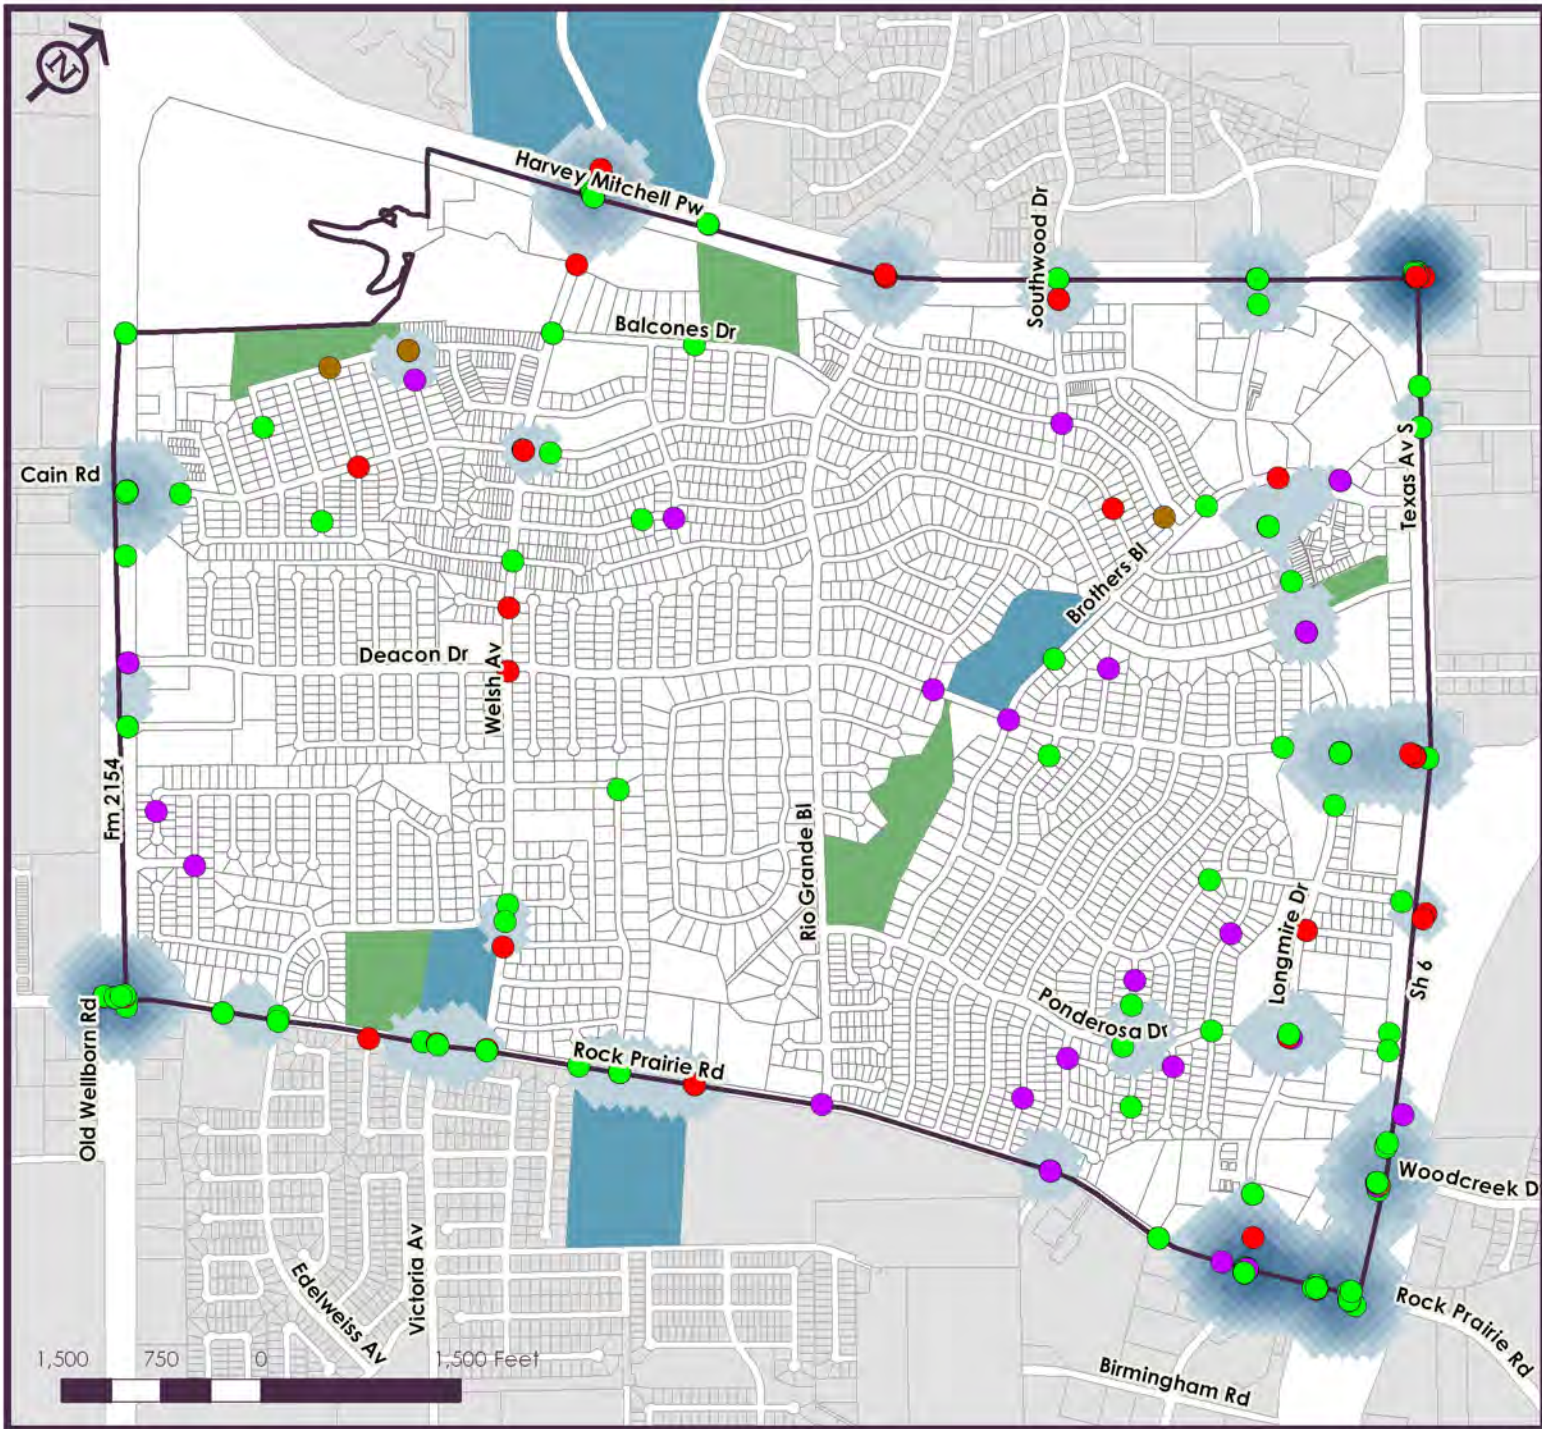 N
Harvey Mitchell Pw
Southwood Dr
Balcones Dr
Cain Rd
Texas Av S
Brothers Bl
Deacon Dr
Welsh Av
Fm 2154
Rio Grande Bl
Longmire Dr
Sh 6
Ponderosa Dr
Old Wellborn Rd
Rock Prairie Rd
Woodcreek D
Victoria Av
Edelweiss Av
Rock Prairie Rd
Birmingham Rd
1,500 750 0 1,500 Feet